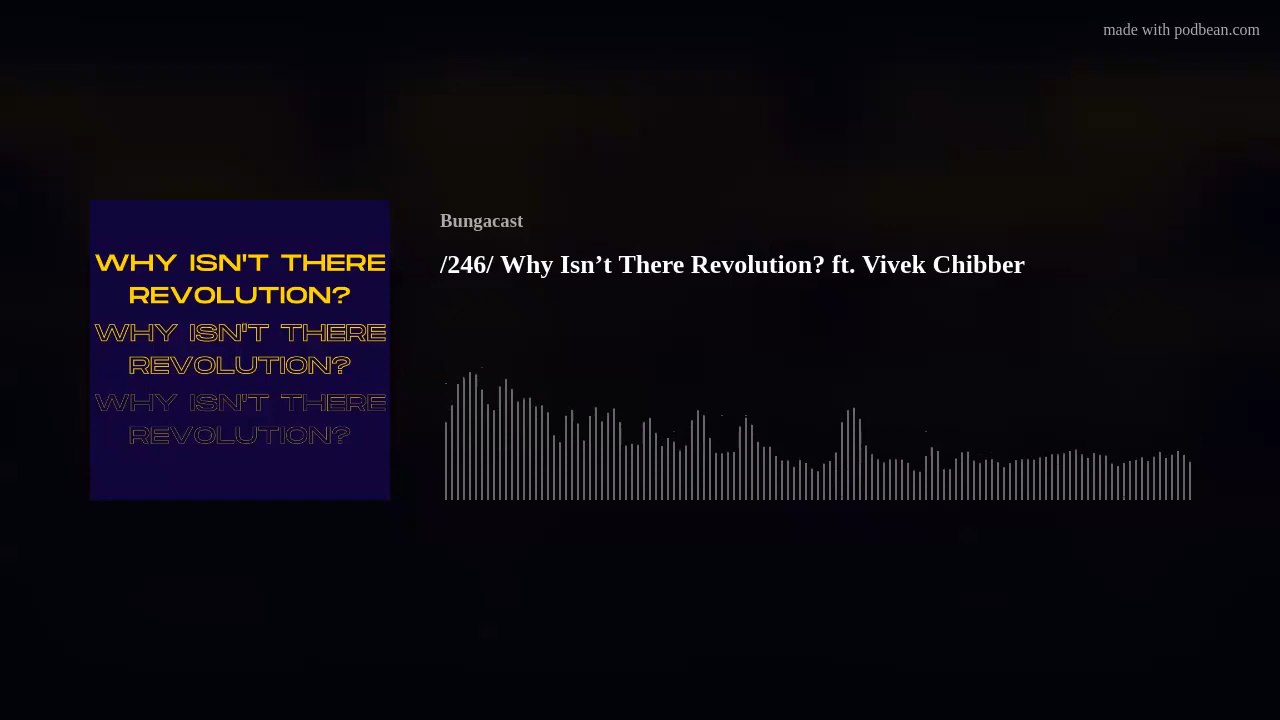 made with podbean.com
WHY ISN'T THERE
REVOLUTION?
WHY ISN'T THERE
REVOLUTION?
WHY ISN'T THERE
REVOLUTION?
Bungacast
/246/ Why Isn’t There Revolution? ft. Vivek Chibber